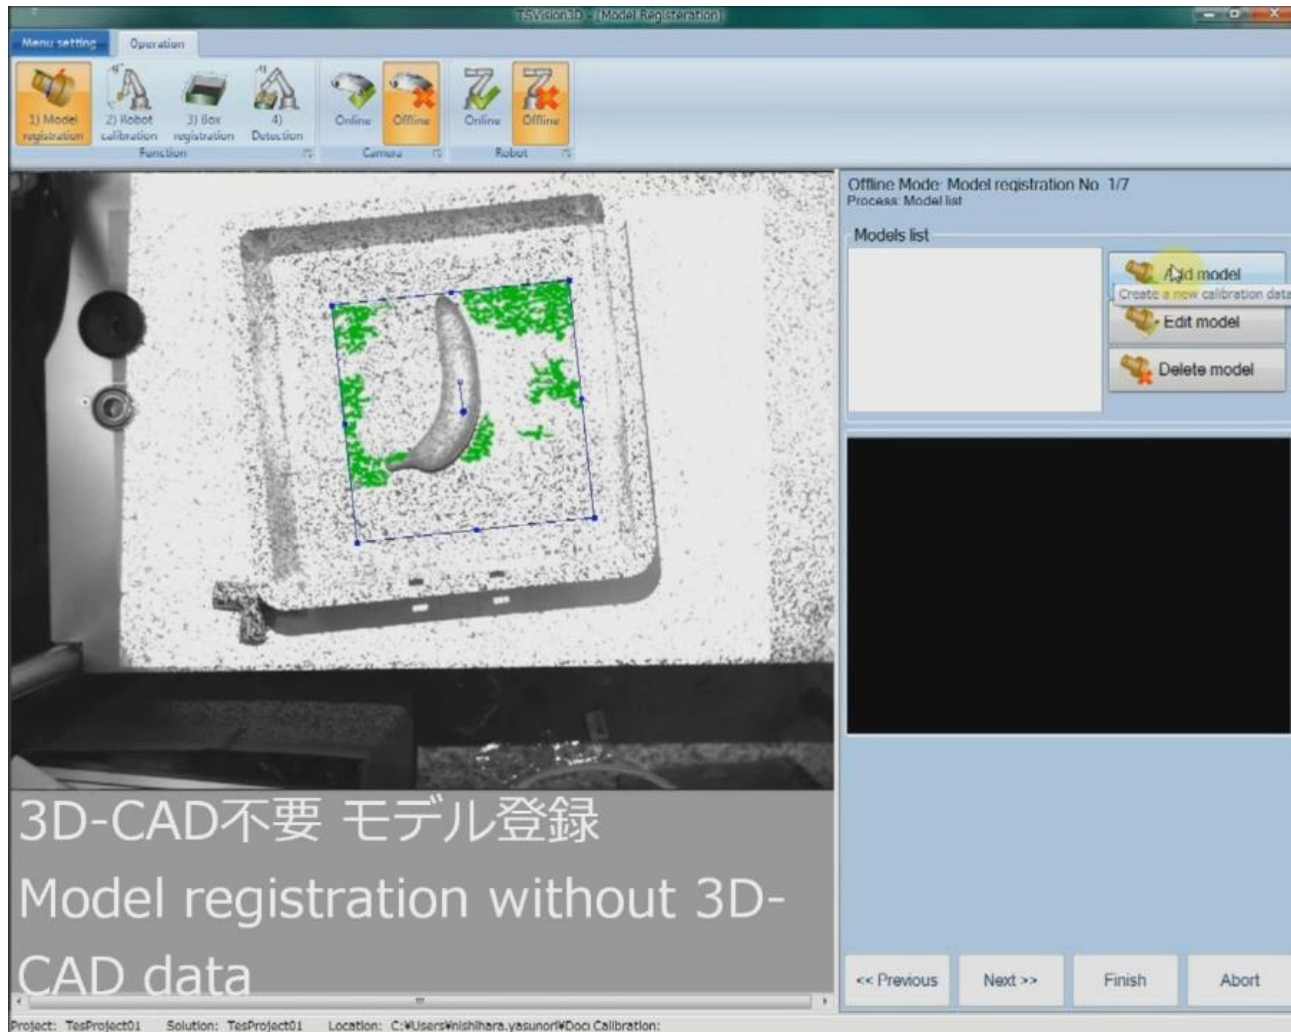 TSVision3D - [Model Registeration]
Menu setting
Operation
1) Model registration
2) Robot calibration
3) Box registration
4) Detection
Online
Offline
Online
Offline
Function
Camera
Robot
Offline Mode: Model registration No. 1/7
Process: Model list
Models list
Add model
Create a new calibration data
Edit model
Delete model
3D-CAD不要 モデル登録
Model registration without 3D-
CAD data
<< Previous
Next >>
Finish
Abort
Project: TesProject01 Solution: TesProject01 Location: C:¥Users¥nishihara.yasunori¥Doci Calibration: